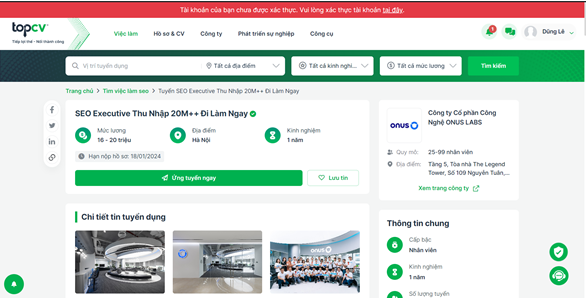 Tài khoản của bạn chưa được xác thực. Vui lòng xác thực tài khoản tại đây.
topcv
Tiếp lợi thế - Nối thành công
Việc làm
Hồ sơ & CV
Công ty
Phát triển sự nghiệp
Công cụ
1
Dũng Lê
Vị trí tuyển dụng
Tất cả địa điểm
Tất cả kinh nghi...
Tất cả mức lương
Tìm kiếm
Trang chủ > Tìm việc làm seo > Tuyển SEO Executive Thu Nhập 20M++ Đi Làm Ngay
SEO Executive Thu Nhập 20M++ Đi Làm Ngay
Mức lương
16 - 20 triệu
Địa điểm
Hà Nội
Kinh nghiệm
1 năm
Hạn nộp hồ sơ: 18/01/2024
Ứng tuyển ngay
Lưu tin
Chi tiết tin tuyển dụng
onus
onus
Công ty Cổ phần Công
Nghệ ONUS LABS
Quy mô:
25-99 nhân viên
Địa điểm:
Tầng 5, Tòa nhà The Legend
Tower, Số 109 Nguyễn Tuân,...
Xem trang công ty
Thông tin chung
Cấp bậc
Nhân viên
Kinh nghiệm
1 năm
Số lượng tuyển